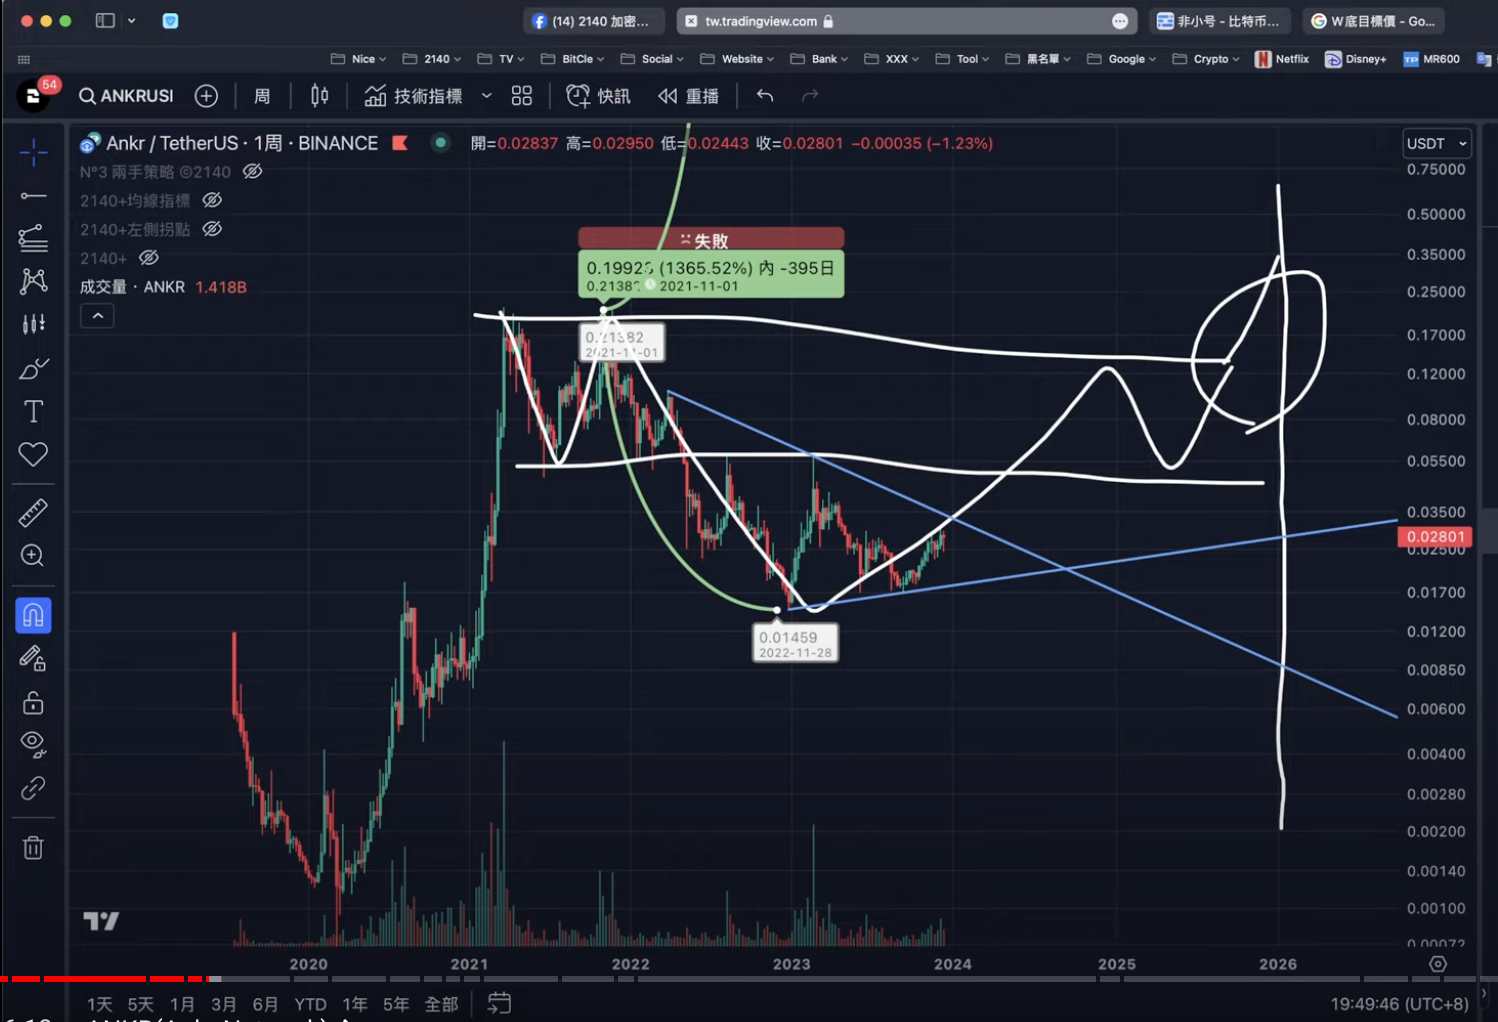 (14) 2140 加密...
tw.tradingview.com
非小号 - 比特币...
W底目標價 - Go...
Nice
2140
TV
BitCle
Social
Website
Bank
XXX
Tool
黑名單
Google
Crypto
Netflix
Disney+
TP MR600
54
ANKRUSI
周
技術指標
快訊
重播
Ankr / TetherUS · 1周 · BINANCE
開=0.02837 高=0.02950 低=0.02443 收=0.02801 −0.00035 (−1.23%)
USDT
Nº3 兩手策略 ©2140
2140+均線指標
2140+左側拐點
2140+
成交量 · ANKR 1.418B
失敗
(1365.52%) 內 -395日
2021-11-01
0.21382
2021-11-01
0.01459
2022-11-28
0.75000
0.50000
0.35000
0.25000
0.17000
0.12000
0.08000
0.05500
0.03500
0.02801
0.02500
0.01700
0.01200
0.00850
0.00600
0.00400
0.00280
0.00200
0.00140
0.00100
0.00072
2020
2021
2022
2023
2024
2025
2026
1天
5天
1月
3月
6月
YTD
1年
5年
全部
19:49:46 (UTC+8)